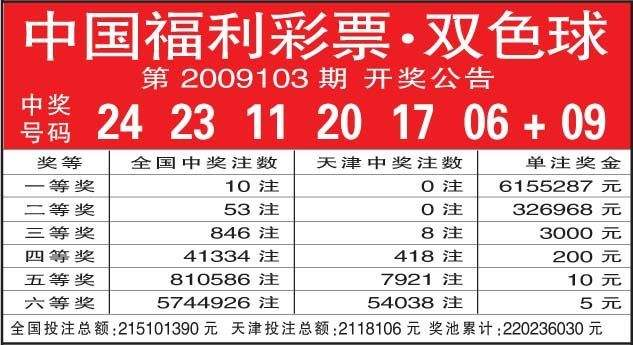 中国福利彩票·双色球
第 2009103 期 开奖公告
中奖号码 24 23 11 20 17 06 + 09
奖等 全国中奖注数 天津中奖注数 单注奖金
一等奖 10 注 0 注 6155287 元
二等奖 53 注 0 注 326968 元
三等奖 846 注 8 注 3000 元
四等奖 41334 注 418 注 200 元
五等奖 810586 注 7921 注 10 元
六等奖 5744926 注 54038 注 5 元
全国投注总额:215101390 元 天津投注总额:2118106 元 奖池累计:220236030 元